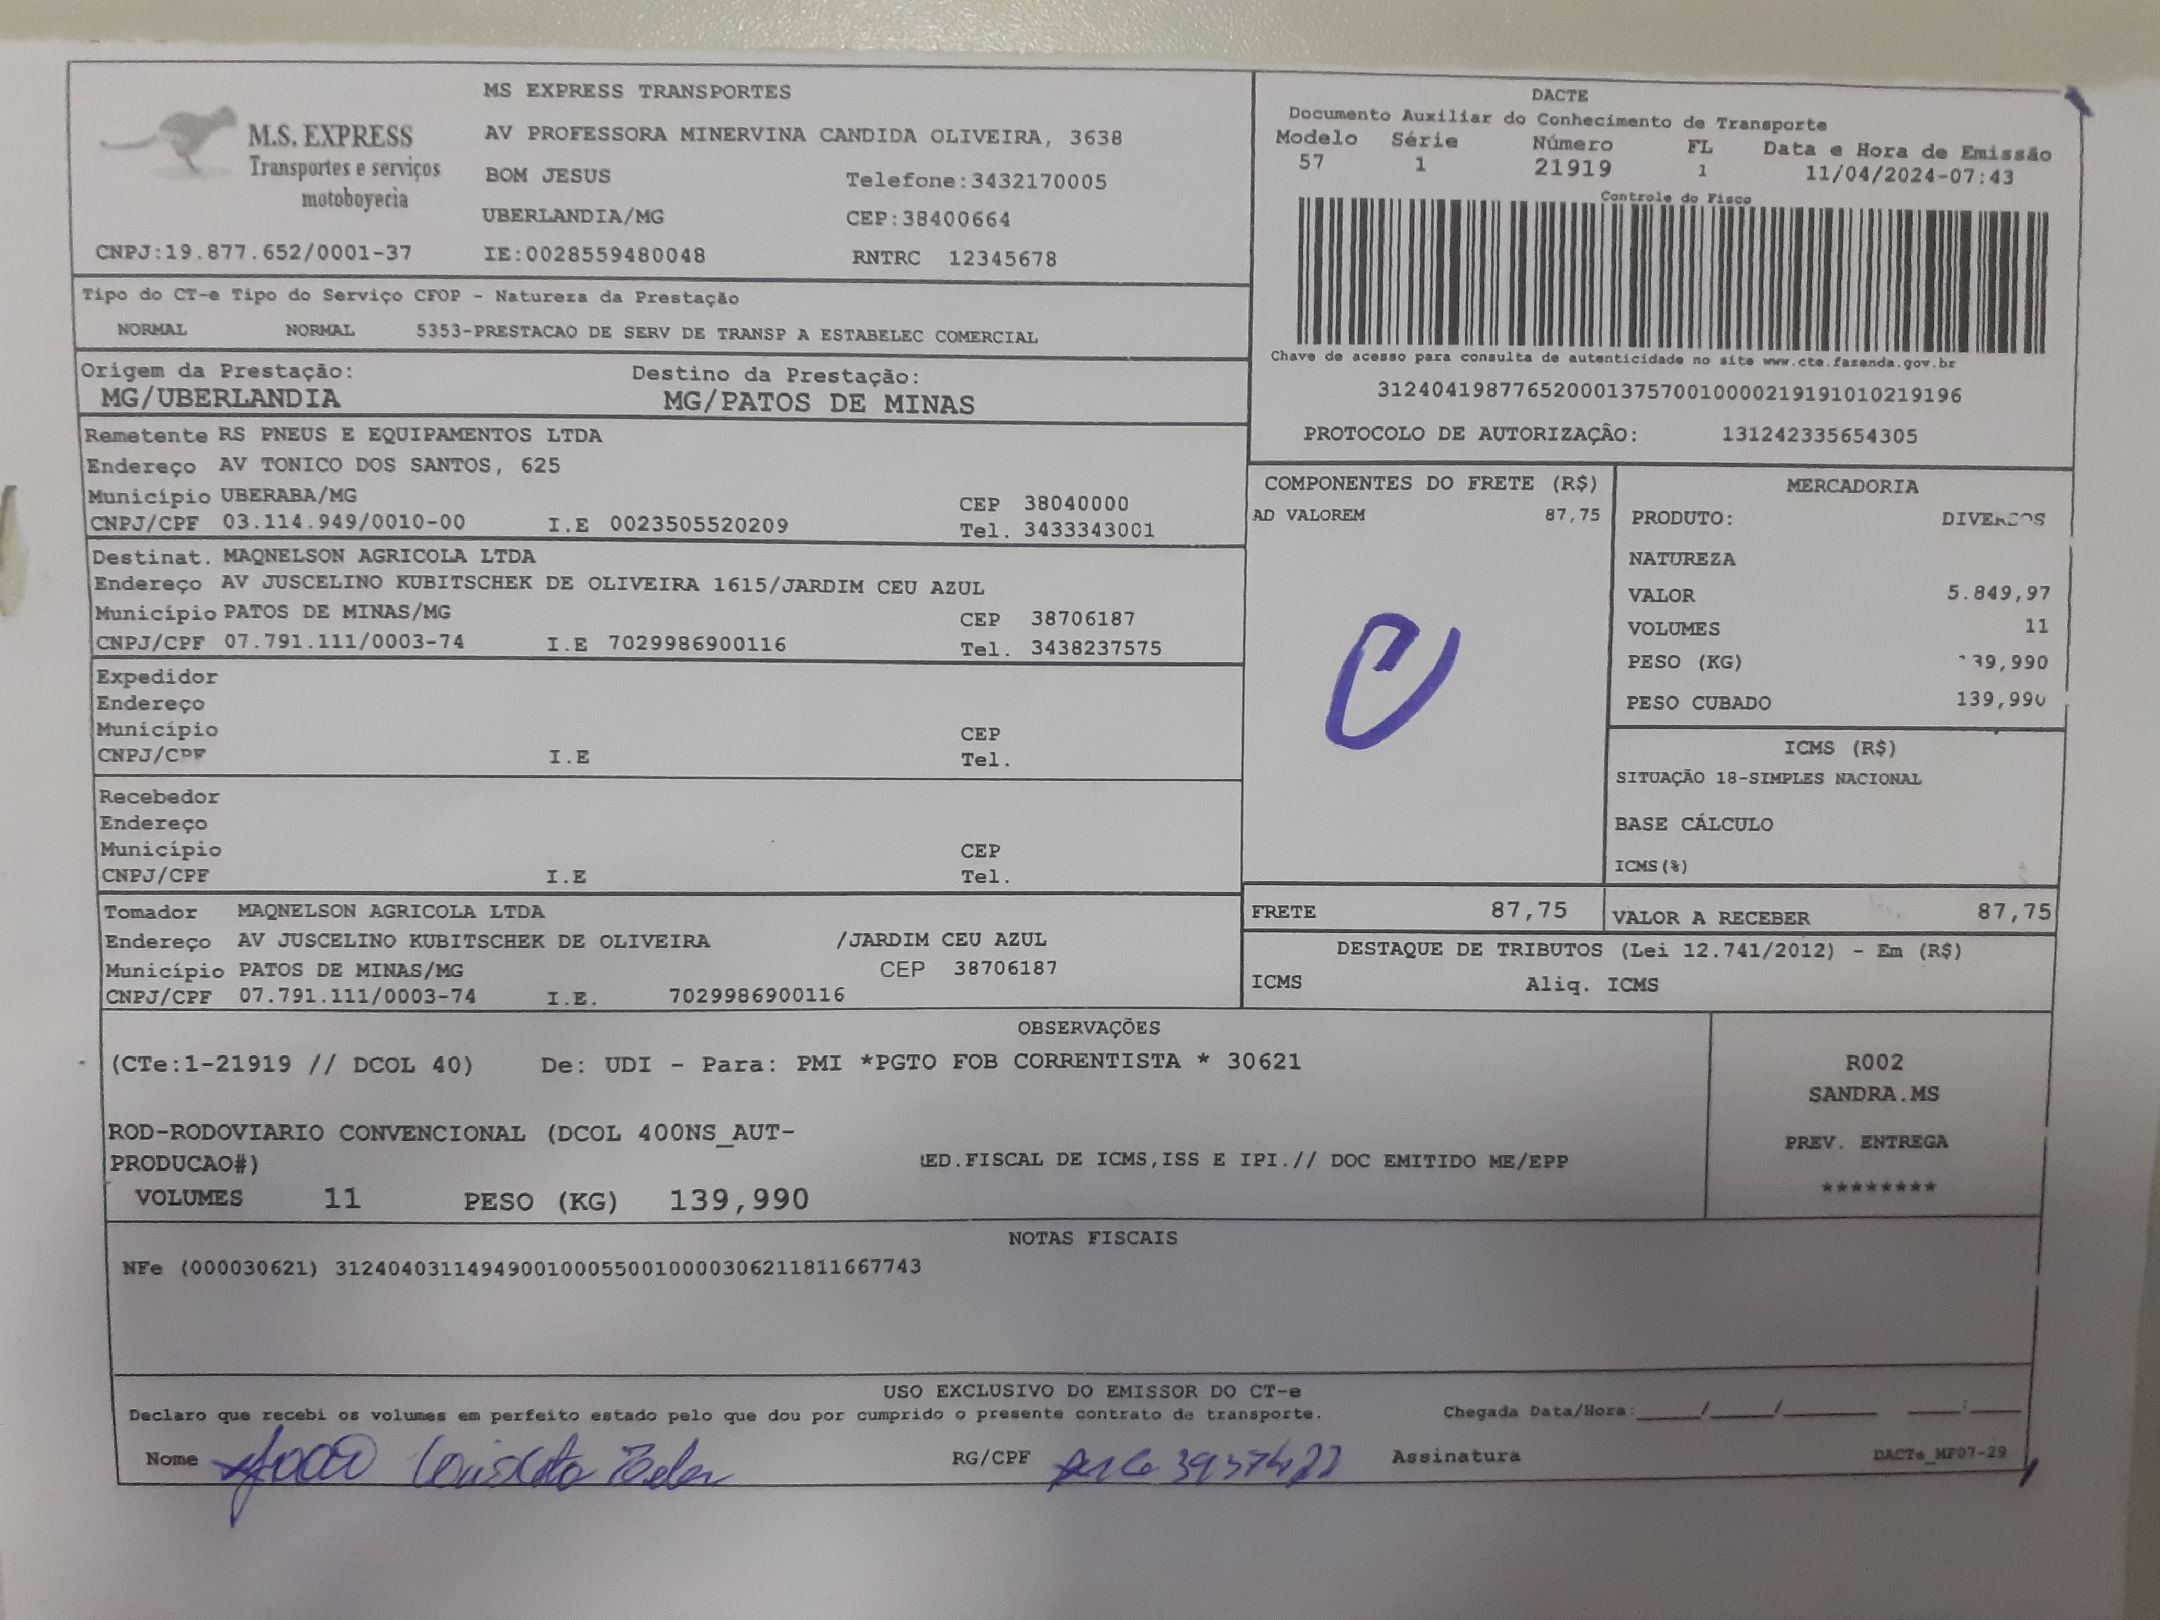 M.S. EXPRESS
Transportes e serviços
motoboyecia
CNPJ:19.877.652/0001-37
MS EXPRESS TRANSPORTES
AV PROFESSORA MINERVINA CANDIDA OLIVEIRA, 3638
BOM JESUS Telefone:3432170005
UBERLANDIA/MG CEP:38400664
IE:0028559480048 RNTRC 12345678
DACTE
Documento Auxiliar do Conhecimento de Transporte
Modelo Série Número FL Data e Hora de Emissão
57 1 21919 1 11/04/2024-07:43
Controle do Fisco
Chave de acesso para consulta de autenticidade no site www.cte.fazenda.gov.br
31240419877652000137570010000219191010219196
PROTOCOLO DE AUTORIZAÇÃO: 131242335654305
Tipo do CT-e Tipo do Serviço CFOP - Natureza da Prestação
NORMAL NORMAL 5353-PRESTACAO DE SERV DE TRANSP A ESTABELEC COMERCIAL
Origem da Prestação: Destino da Prestação:
MG/UBERLANDIA MG/PATOS DE MINAS
Remetente RS PNEUS E EQUIPAMENTOS LTDA
Endereço AV TONICO DOS SANTOS, 625
Município UBERABA/MG CEP 38040000
CNPJ/CPF 03.114.949/0010-00 I.E 0023505520209 Tel. 3433343001
Destinat. MAQNELSON AGRICOLA LTDA
Endereço AV JUSCELINO KUBITSCHEK DE OLIVEIRA 1615/JARDIM CEU AZUL
Município PATOS DE MINAS/MG CEP 38706187
CNPJ/CPF 07.791.111/0003-74 I.E 7029986900116 Tel. 3438237575
Expedidor
Endereço
Município CEP
CNPJ/CPF I.E Tel.
Recebedor
Endereço
Município CEP
CNPJ/CPF I.E Tel.
Tomador MAQNELSON AGRICOLA LTDA
Endereço AV JUSCELINO KUBITSCHEK DE OLIVEIRA /JARDIM CEU AZUL
Município PATOS DE MINAS/MG CEP 38706187
CNPJ/CPF 07.791.111/0003-74 I.E. 7029986900116
COMPONENTES DO FRETE (R$)
AD VALOREM 87,75
MERCADORIA
PRODUTO: DIVERSOS
NATUREZA
VALOR 5.849,97
VOLUMES 11
PESO (KG) 139,990
PESO CUBADO 139,990
ICMS (R$)
SITUAÇÃO 18-SIMPLES NACIONAL
BASE CÁLCULO
ICMS(%)
FRETE 87,75 VALOR A RECEBER 87,75
DESTAQUE DE TRIBUTOS (Lei 12.741/2012) - Em (R$)
ICMS Aliq. ICMS
OBSERVAÇÕES
(CTe:1-21919 // DCOL 40) De: UDI - Para: PMI *PGTO FOB CORRENTISTA * 30621
ROD-RODOVIARIO CONVENCIONAL (DCOL 400NS_AUT-
PRODUCAO#) ED.FISCAL DE ICMS,ISS E IPI.// DOC EMITIDO ME/EPP
VOLUMES 11 PESO (KG) 139,990
R002
SANDRA.MS
PREV. ENTREGA
********
NOTAS FISCAIS
NFe (000030621) 31240403114949001000550010000306211811667743
USO EXCLUSIVO DO EMISSOR DO CT-e
Declaro que recebi os volumes em perfeito estado pelo que dou por cumprido o presente contrato de transporte. Chegada Data/Hora:_____/_____/________ ____:____
Nome João RG/CPF Assinatura DACTe_MF07-29